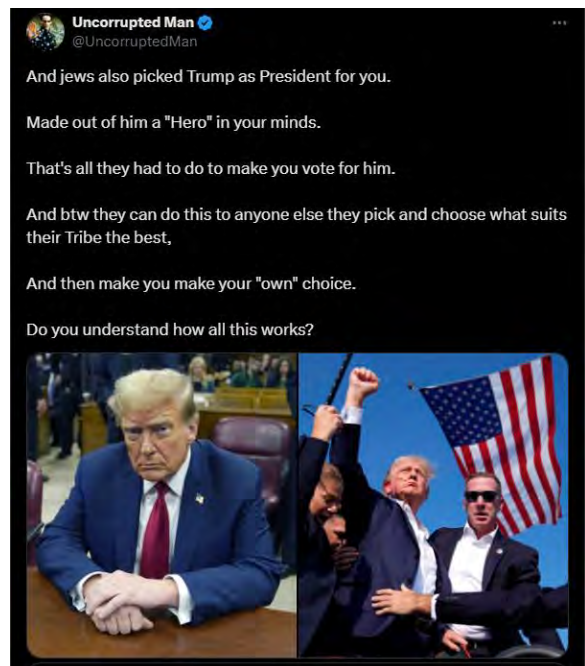 Uncorrupted Man
@UncorruptedMan
And jews also picked Trump as President for you.
Made out of him a "Hero" in your minds.
That's all they had to do to make you vote for him.
And btw they can do this to anyone else they pick and choose what suits
their Tribe the best,
And then make you make your "own" choice.
Do you understand how all this works?